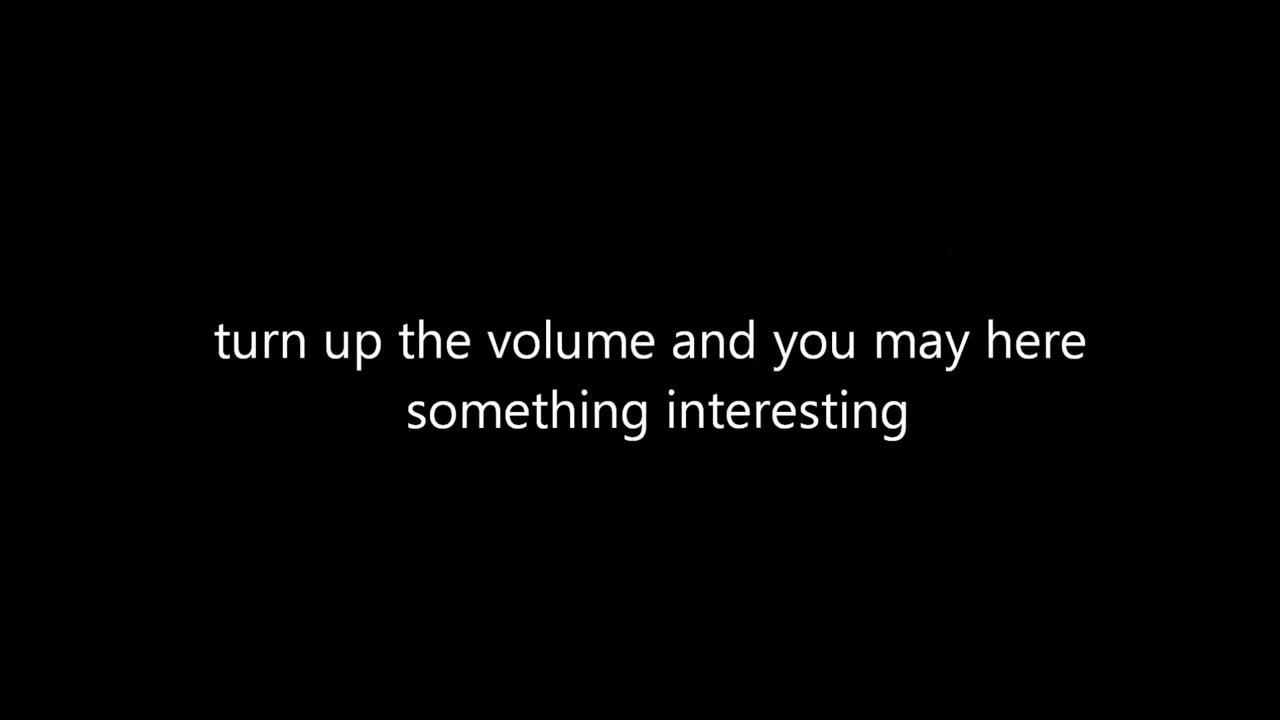 turn up the volume and you may here
something interesting